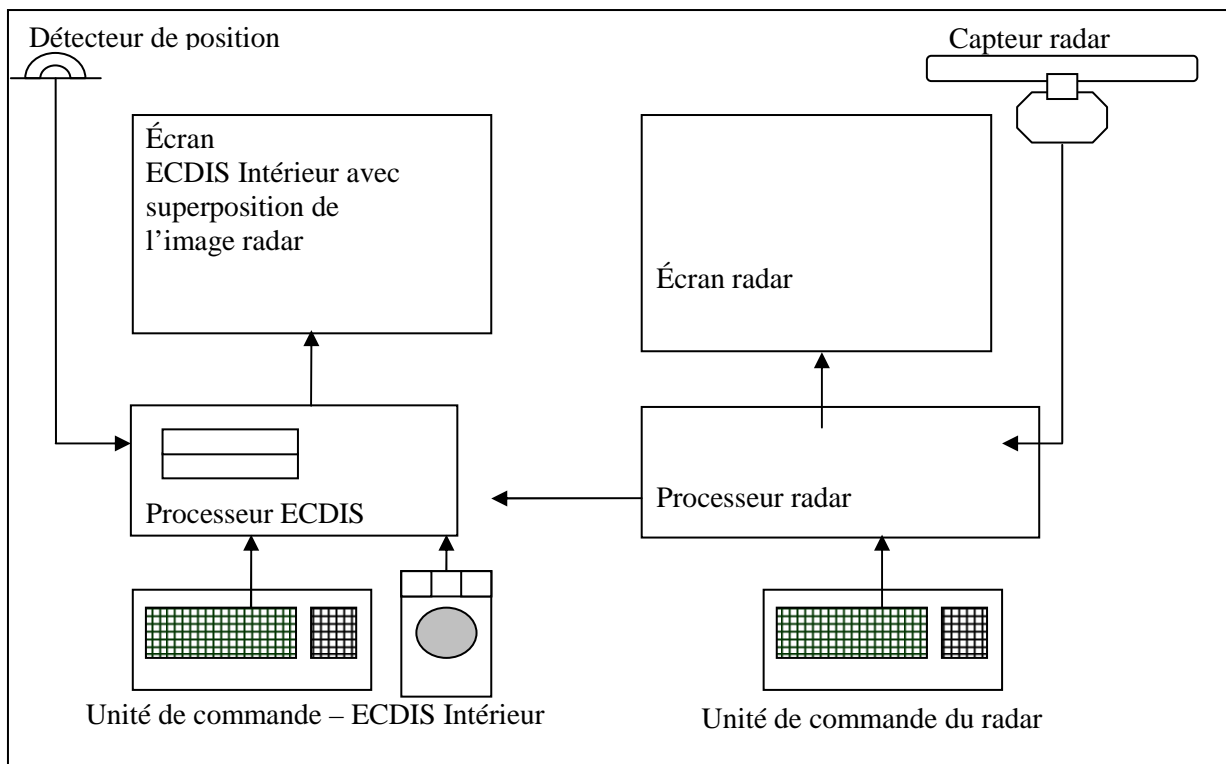 Détecteur de position
Capteur radar
Écran
ECDIS Intérieur avec
superposition de
l’image radar
Écran radar
Processeur ECDIS
Processeur radar
Unité de commande – ECDIS Intérieur
Unité de commande du radar